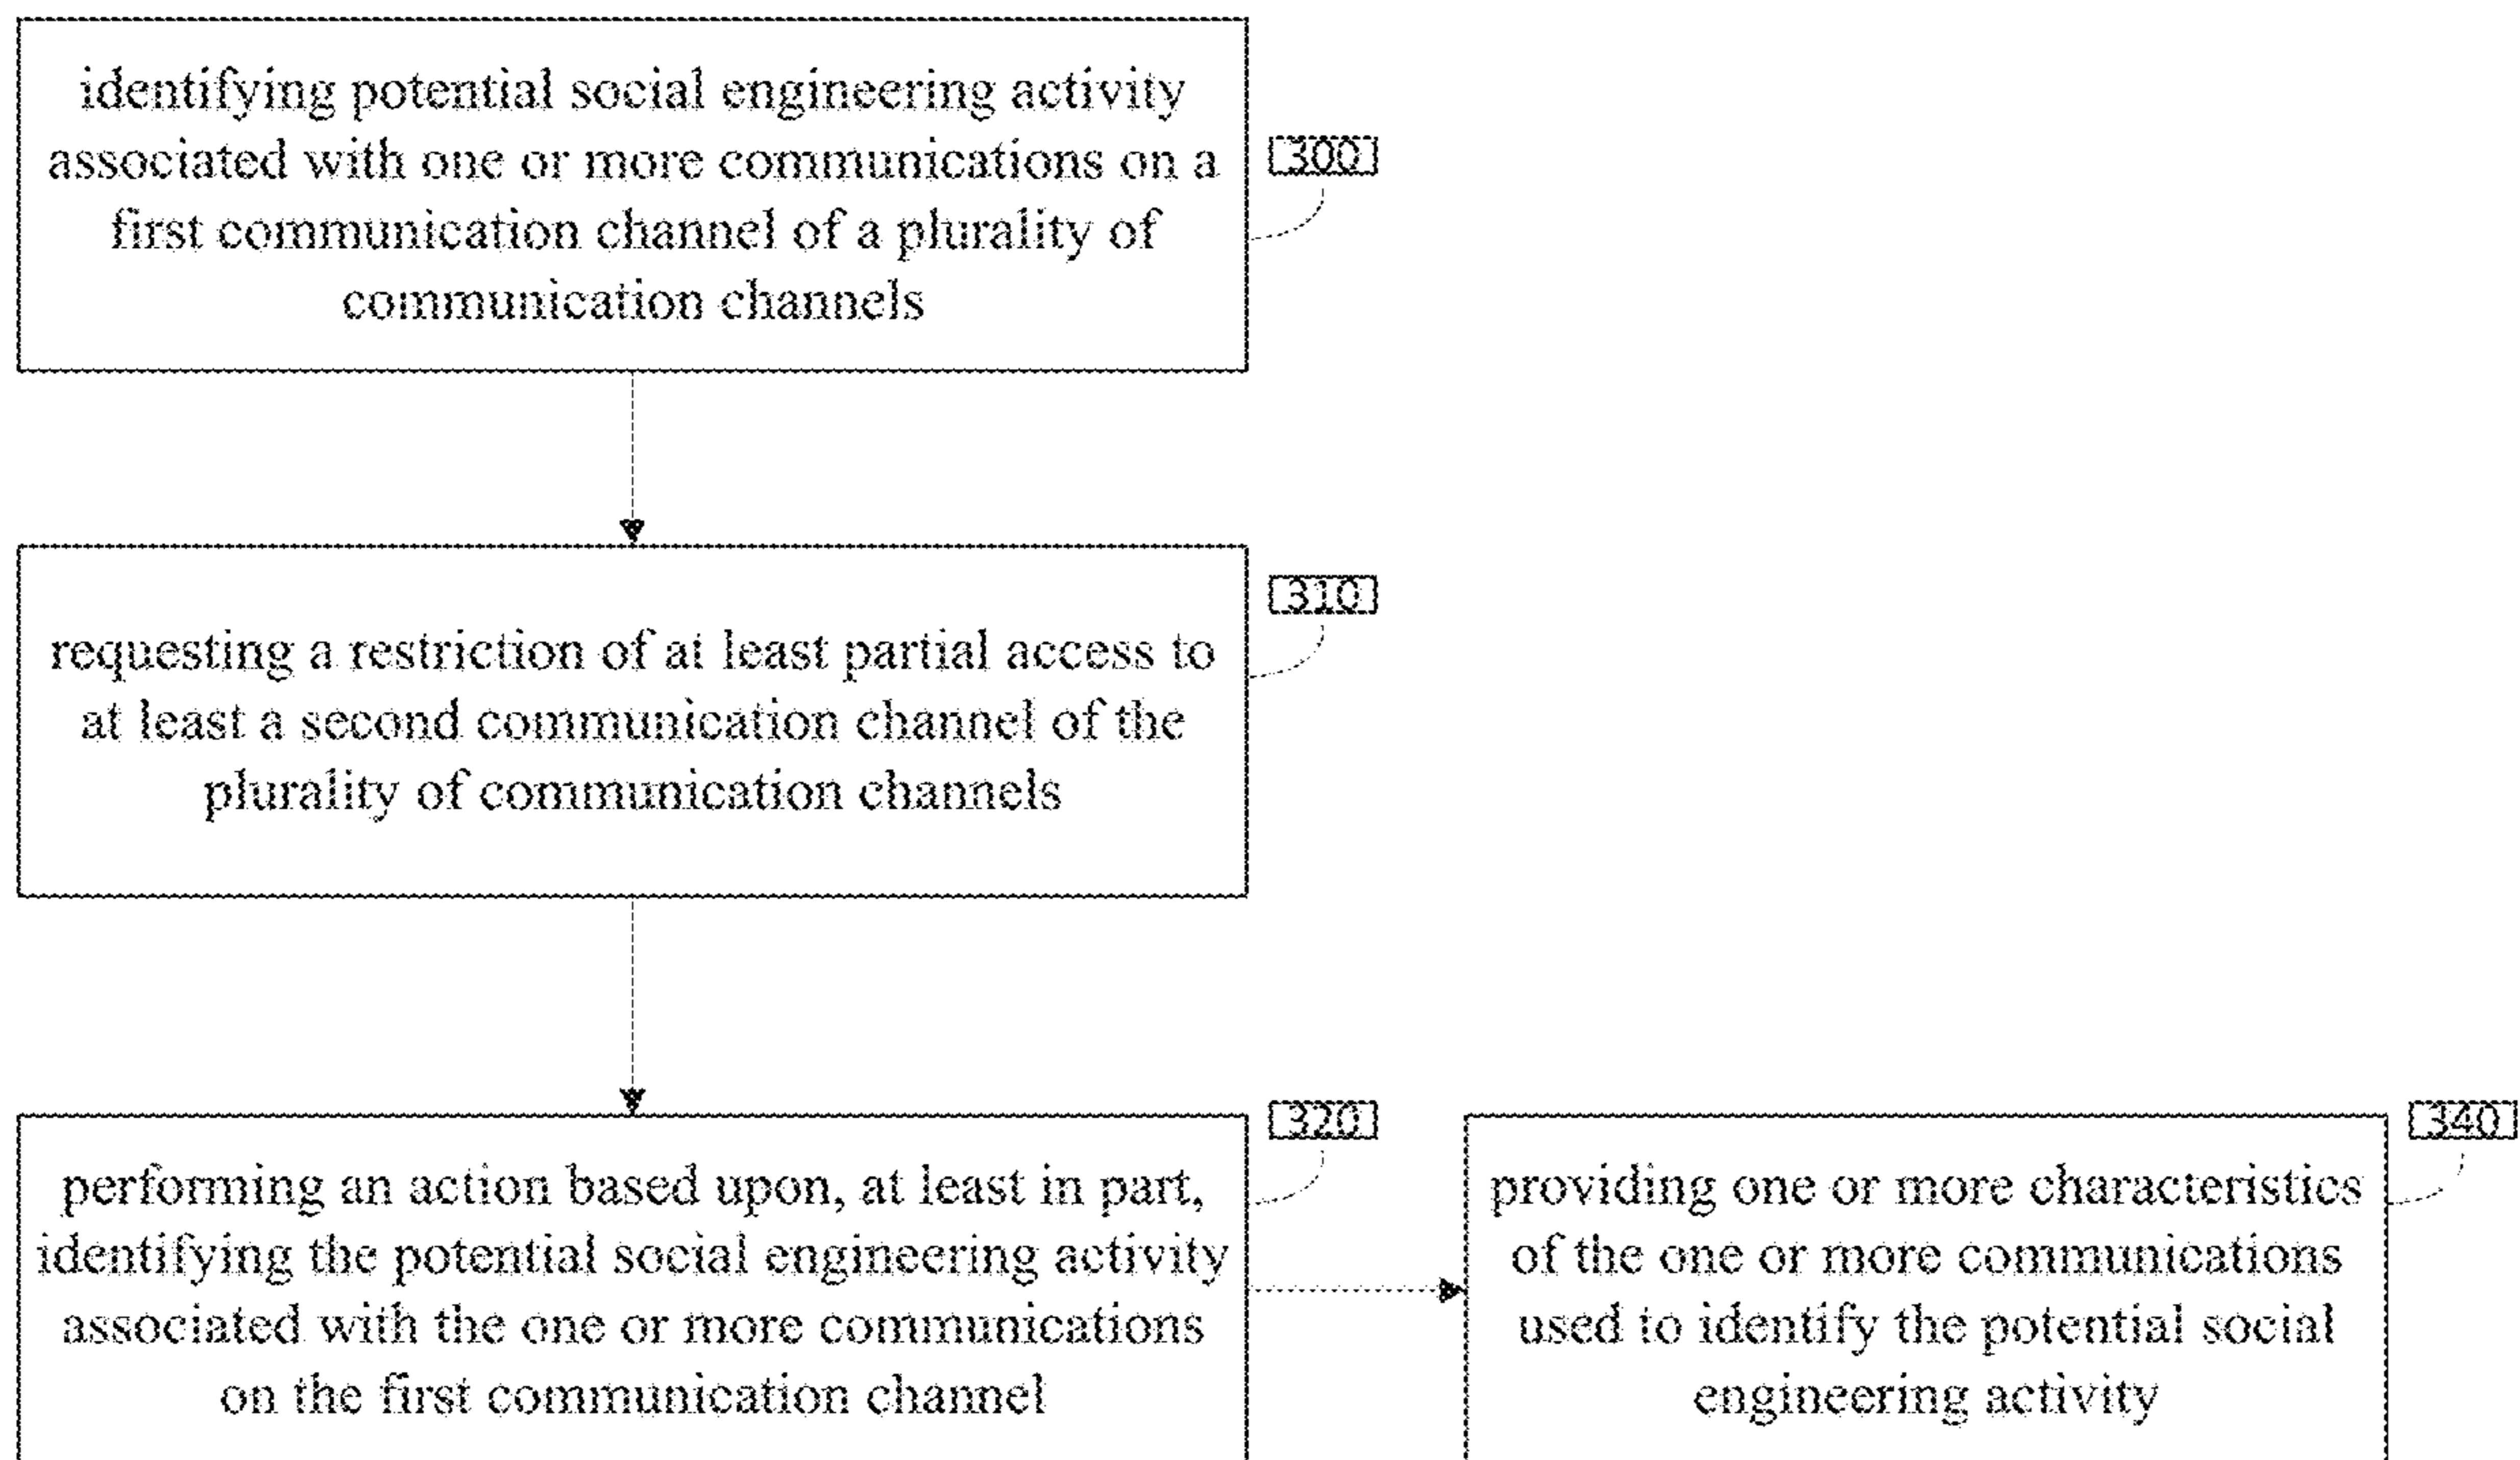 identifying potential social engineering activity
associated with one or more communications on a
first communication channel of a plurality of
communication channels
300
requesting a restriction of at least partial access to
at least a second communication channel of the
plurality of communication channels
310
performing an action based upon, at least in part,
identifying the potential social engineering activity
associated with the one or more communications
on the first communication channel
320
providing one or more characteristics
of the one or more communications
used to identify the potential social
engineering activity
340